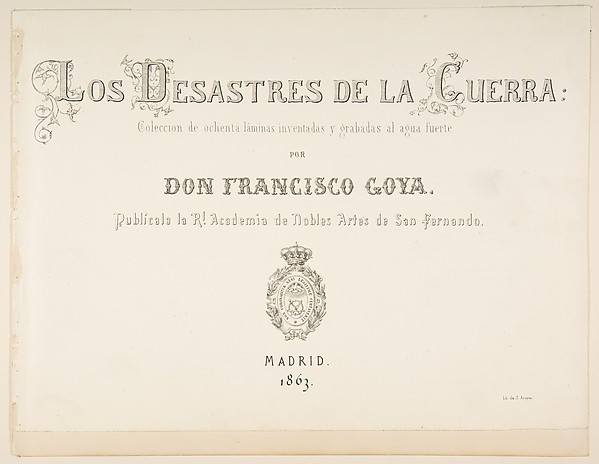 Los Desastres de la Guerra:
Coleccion de ochenta láminas inventadas y grabadas al agua fuerte
POR
DON FRANCISCO GOYA.
Publícala la Rl. Academia de Nobles Artes de San Fernando.
MADRID.
1863.
Lit. de J.